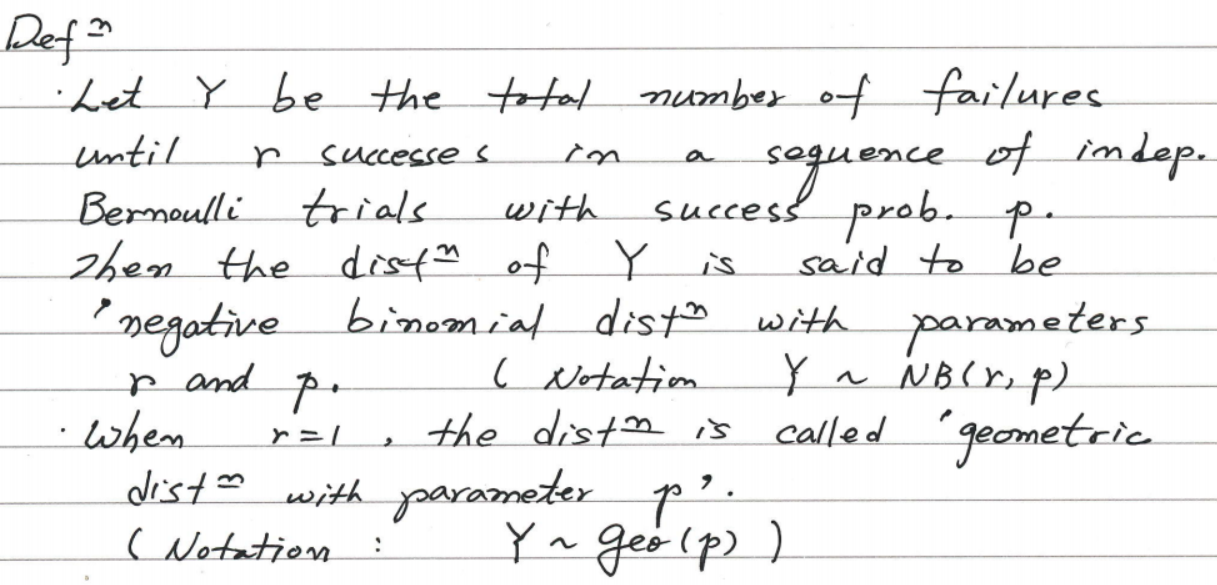 Defⁿ
· Let Y be the total number of failures
until r successes in a sequence of indep.
Bernoulli trials with success prob. p.
Then the distⁿ of Y is said to be
'negative binomial distⁿ with parameters
r and p. ( Notation Y ~ NB(r, p)
· When r=1, the distⁿ is called 'geometric
distⁿ with parameter p'.
( Notation : Y ~ geo(p) )